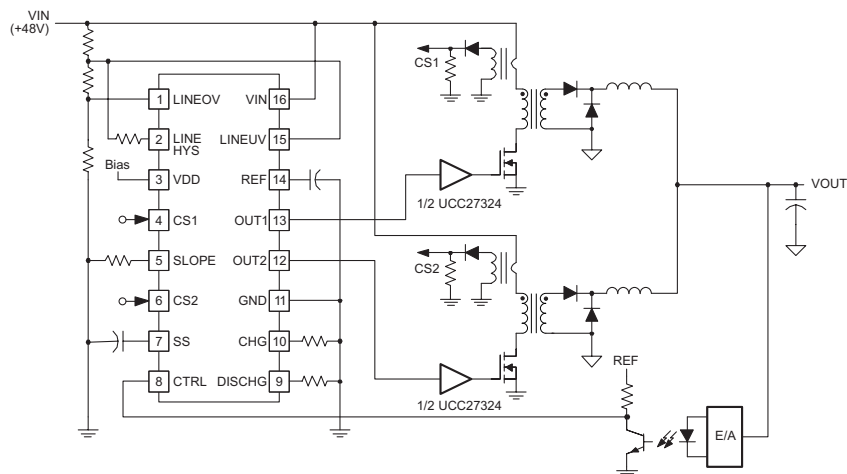 VIN
(+48V)
CS1
1 LINEOV
VIN 16
2 LINE
HYS
LINEUV 15
Bias
3 VDD
REF 14
1/2 UCC27324
VOUT
4 CS1
OUT1 13
5 SLOPE
OUT2 12
CS2
6 CS2
GND 11
7 SS
CHG 10
8 CTRL
DISCHG 9
1/2 UCC27324
REF
E/A